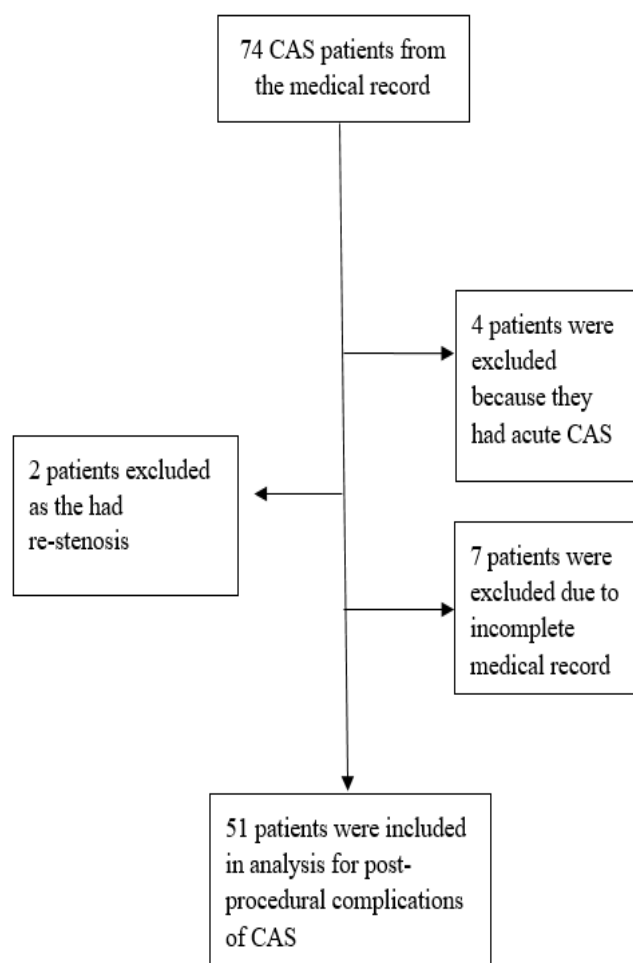 74 CAS patients from
the medical record
4 patients were
excluded
because they
had acute CAS
2 patients excluded
as the had
re-stenosis
7 patients were
excluded due to
incomplete
medical record
51 patients were included
in analysis for post-
procedural complications
of CAS